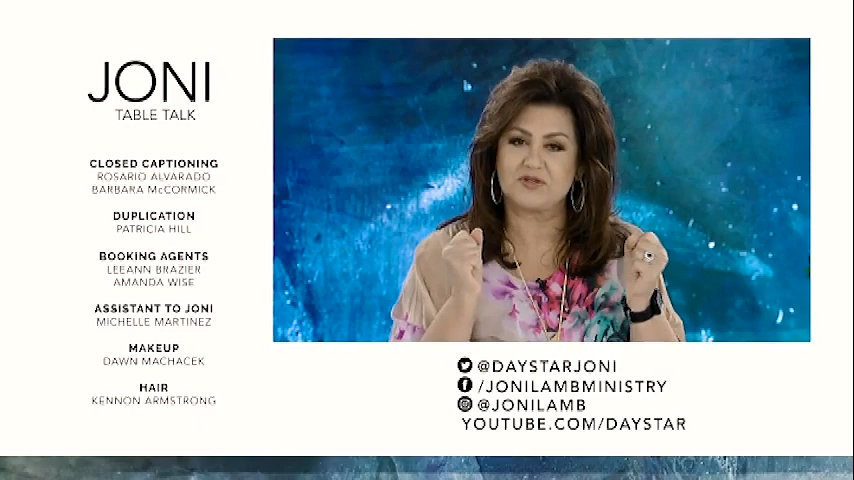 JONI
TABLE TALK
CLOSED CAPTIONING
ROSARIO ALVARADO
BARBARA McCORMICK
DUPLICATION
PATRICIA HILL
BOOKING AGENTS
LEEANN BRAZIER
AMANDA WISE
ASSISTANT TO JONI
MICHELLE MARTINEZ
MAKEUP
DAWN MACHACEK
HAIR
KENNON ARMSTRONG
@DAYSTARJONI
/JONILAMBMINISTRY
@JONILAMB
YOUTUBE.COM/DAYSTAR